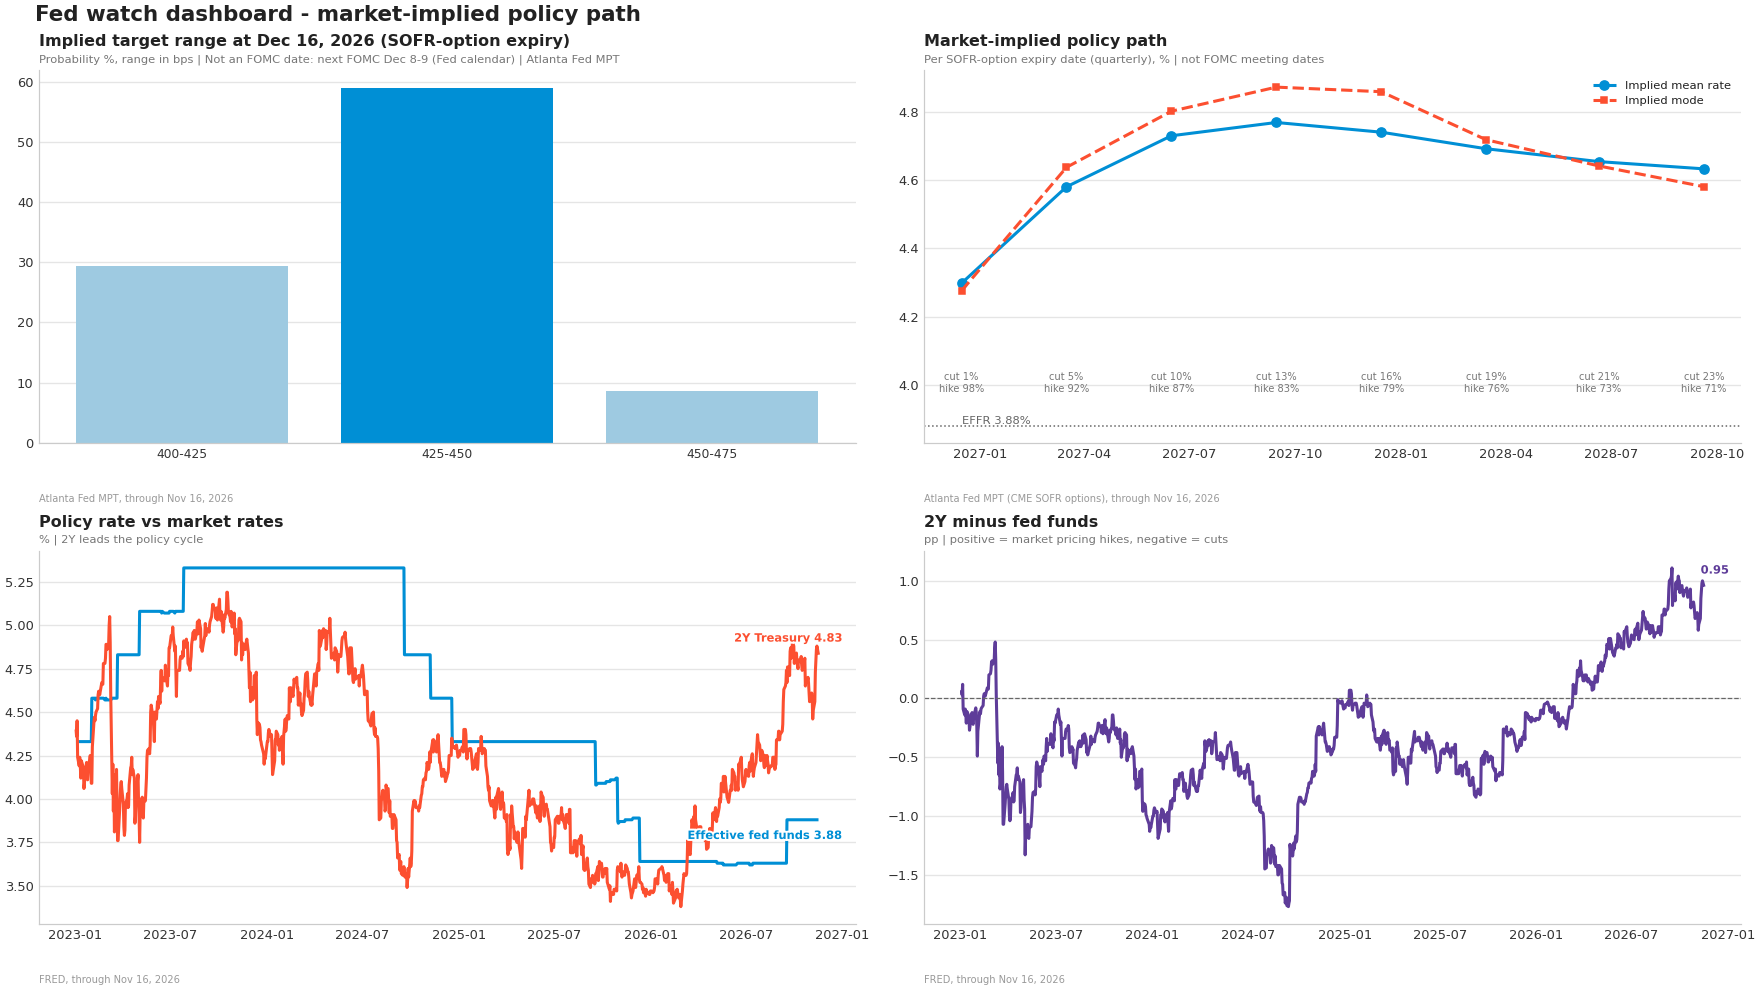 Fed watch dashboard - market-implied policy path
Implied target range at Dec 16, 2026 (SOFR-option expiry)
Probability %, range in bps | Not an FOMC date: next FOMC Dec 8-9 (Fed calendar) | Atlanta Fed MPT
60
50
40
30
20
10
0
400-425
425-450
450-475
Atlanta Fed MPT, through Nov 16, 2026
Market-implied policy path
Per SOFR-option expiry date (quarterly), % | not FOMC meeting dates
Implied mean rate
Implied mode
4.8
4.6
4.4
4.2
4.0
cut 1%
hike 98%
cut 5%
hike 92%
cut 10%
hike 87%
cut 13%
hike 83%
cut 16%
hike 79%
cut 19%
hike 76%
cut 21%
hike 73%
cut 23%
hike 71%
EFFR 3.88%
2027-01
2027-04
2027-07
2027-10
2028-01
2028-04
2028-07
2028-10
Atlanta Fed MPT (CME SOFR options), through Nov 16, 2026
Policy rate vs market rates
% | 2Y leads the policy cycle
5.25
5.00
4.75
4.50
4.25
4.00
3.75
3.50
2Y Treasury 4.83
Effective fed funds 3.88
2023-01
2023-07
2024-01
2024-07
2025-01
2025-07
2026-01
2026-07
2027-01
FRED, through Nov 16, 2026
2Y minus fed funds
pp | positive = market pricing hikes, negative = cuts
1.0
0.5
0.0
−0.5
−1.0
−1.5
0.95
2023-01
2023-07
2024-01
2024-07
2025-01
2025-07
2026-01
2026-07
2027-01
FRED, through Nov 16, 2026